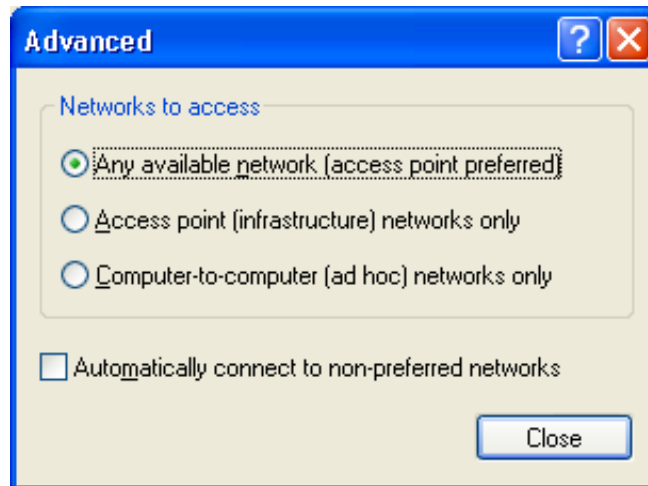 Advanced
?
Networks to access
Any available network (access point preferred)
Access point (infrastructure) networks only
Computer-to-computer (ad hoc) networks only
Automatically connect to non-preferred networks
Close